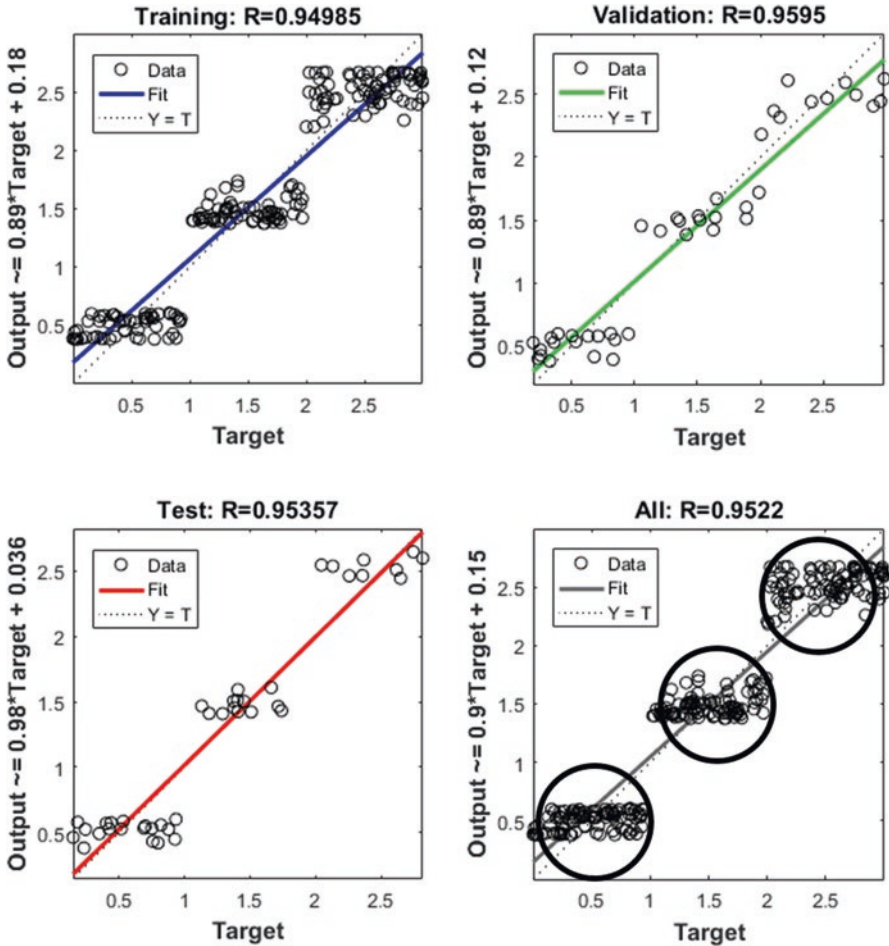 Training: R=0.94985
Output ~= 0.89*Target + 0.18
2.5
2
1.5
1
0.5
Data
Fit
Y = T
0.5 1 1.5 2 2.5
Target
Validation: R=0.9595
Output ~= 0.89*Target + 0.12
2.5
2
1.5
1
0.5
Data
Fit
Y = T
0.5 1 1.5 2 2.5
Target
Test: R=0.95357
Output ~= 0.98*Target + 0.036
2.5
2
1.5
1
0.5
Data
Fit
Y = T
0.5 1 1.5 2 2.5
Target
All: R=0.9522
Output ~= 0.9*Target + 0.15
2.5
2
1.5
1
0.5
Data
Fit
Y = T
0.5 1 1.5 2 2.5
Target